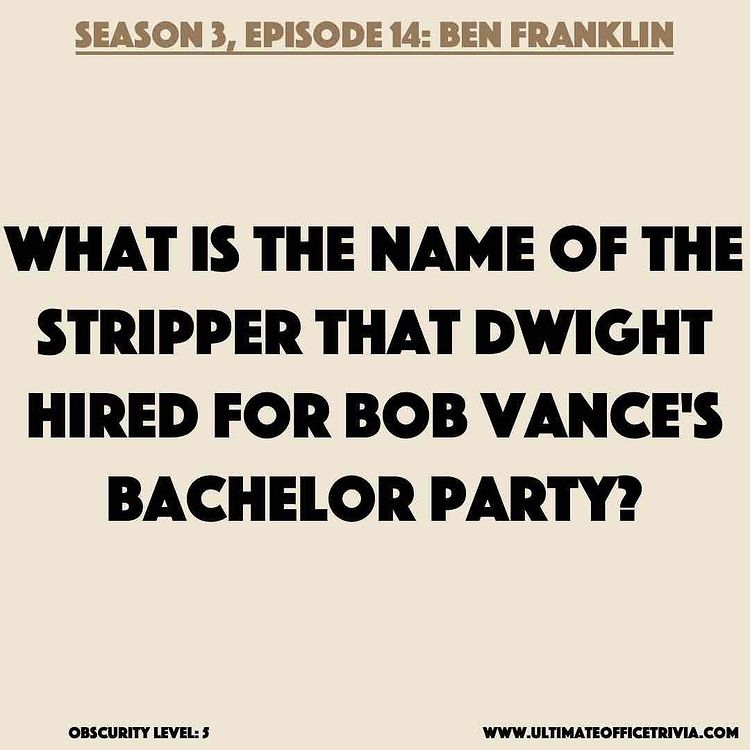 SEASON 3, EPISODE 14: BEN FRANKLIN
WHAT IS THE NAME OF THE
STRIPPER THAT DWIGHT
HIRED FOR BOB VANCE'S
BACHELOR PARTY?
OBSCURITY LEVEL: 5
WWW.ULTIMATEOFFICETRIVIA.COM